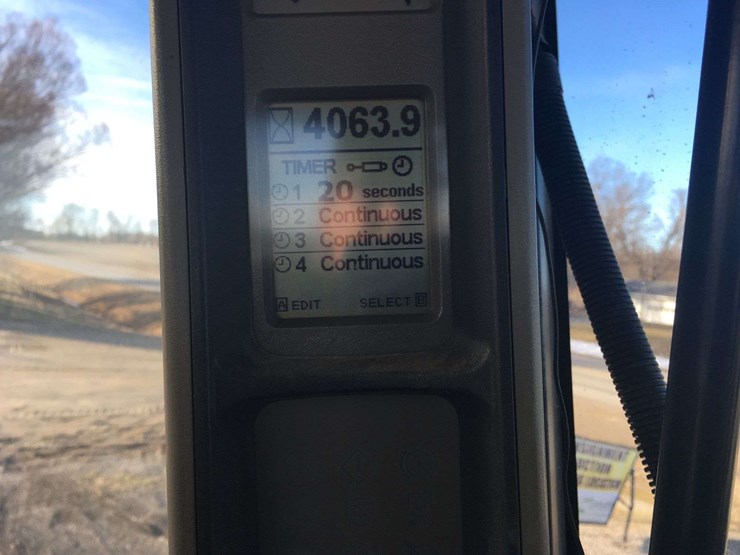 4063.9
TIMER
1 20 seconds
2 Continuous
3 Continuous
4 Continuous
A EDIT SELECT B